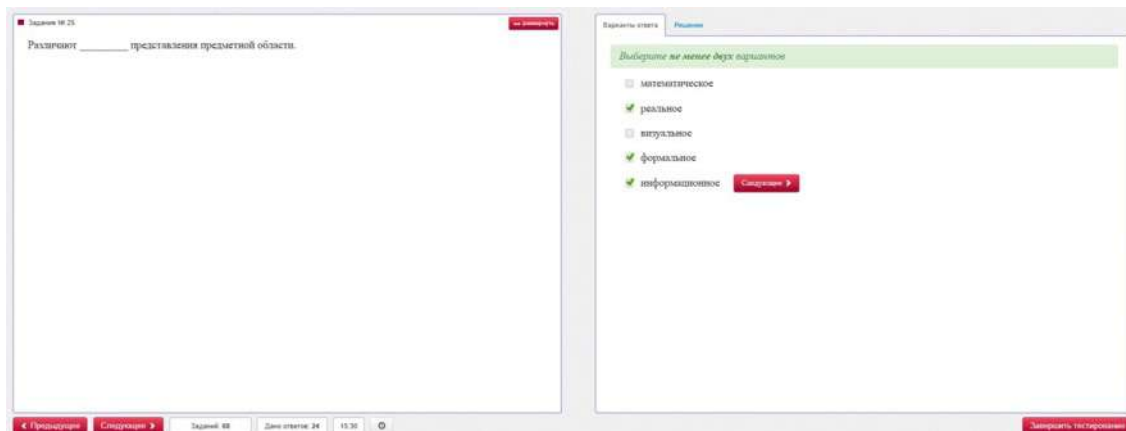 Задание № 25
развернуть
Различают ________ представления предметной области.
Варианты ответа
Решение
Выберите не менее двух вариантов
математическое
реальное
визуальное
формальное
информационное
Следующее
Предыдущее
Следующее
Заданий: 68
Дано ответов: 24
15:30
Завершить тестирование